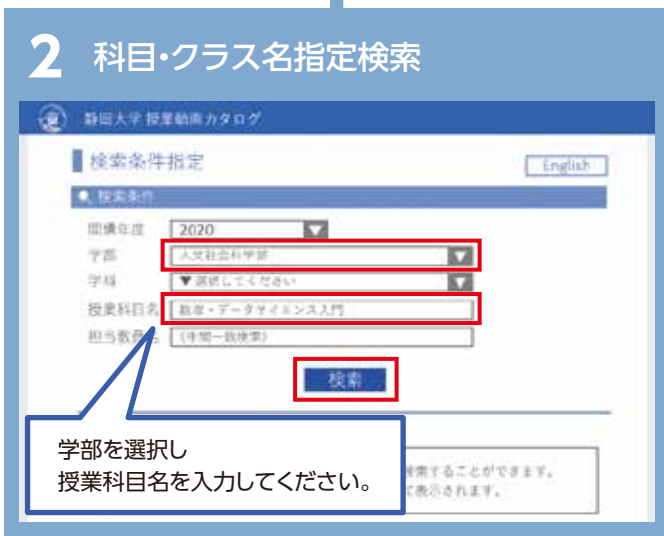 2 科目・クラス名指定検索
静岡大学 授業動画カタログ
検索条件指定
English
検索条件
開講年度 2020
学部 人文社会科学部
学科 ▼選択してください
授業科目名 数理・データサイエンス入門
担当教員名 (中間一致検索)
検索
学部を選択し
授業科目名を入力してください。
検索することができます。
て表示されます。